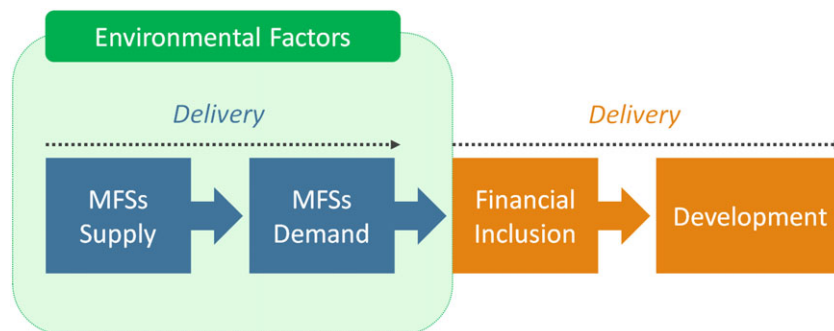 Environmental Factors
Delivery
Delivery
MFSs
Supply
MFSs
Demand
Financial
Inclusion
Development